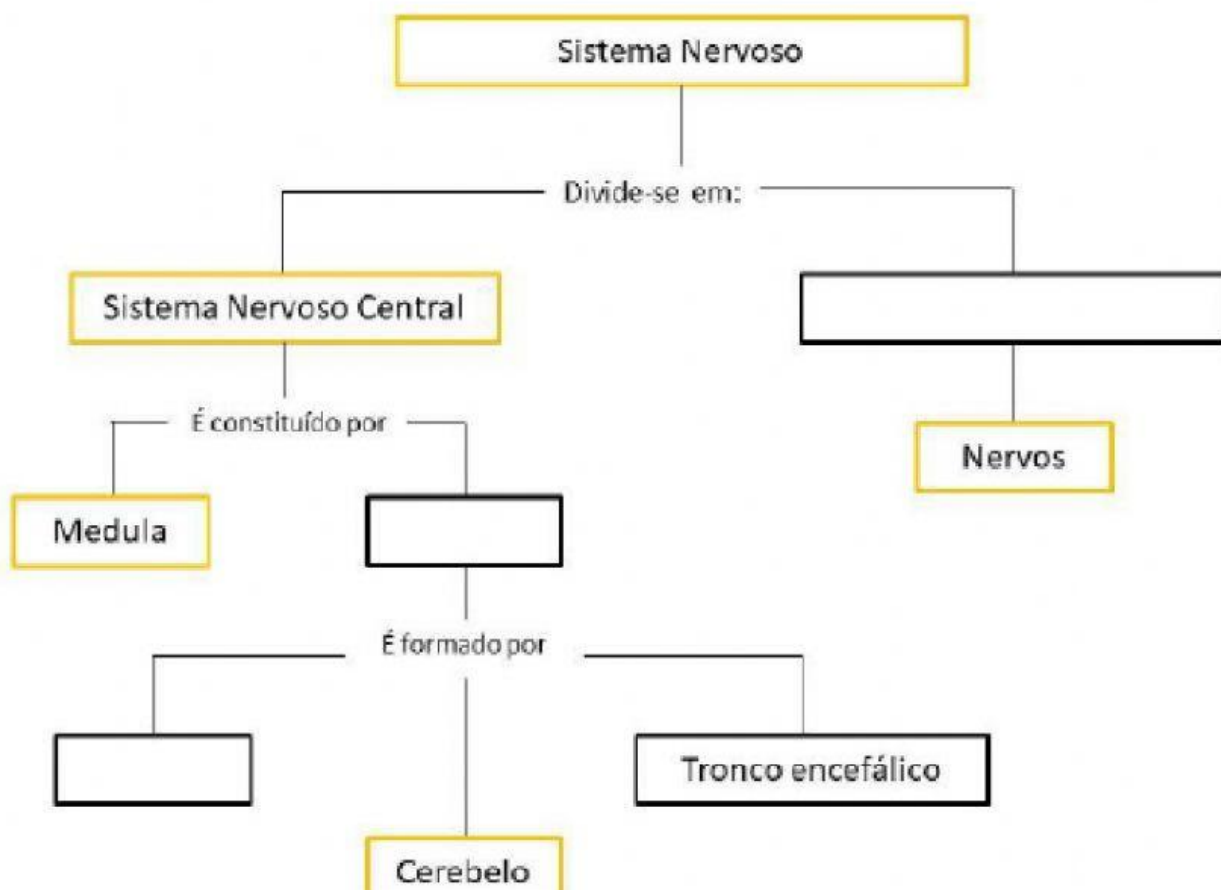 Sistema Nervoso
Divide-se em:
Sistema Nervoso Central
É constituído por
Nervos
Medula
É formado por
Tronco encefálico
Cerebelo